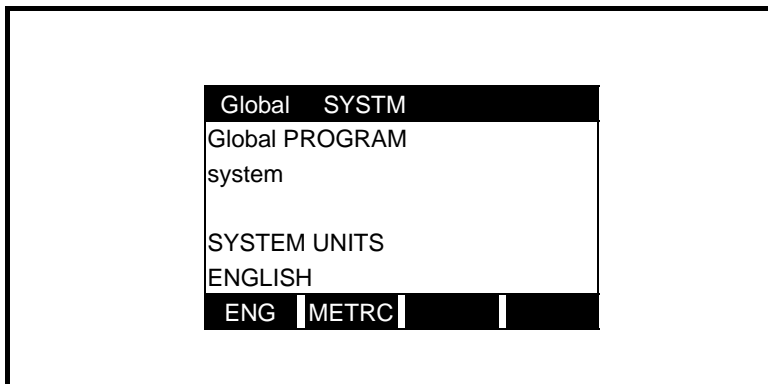 Global SYSTM
Global PROGRAM
system
SYSTEM UNITS
ENGLISH
ENG METRC